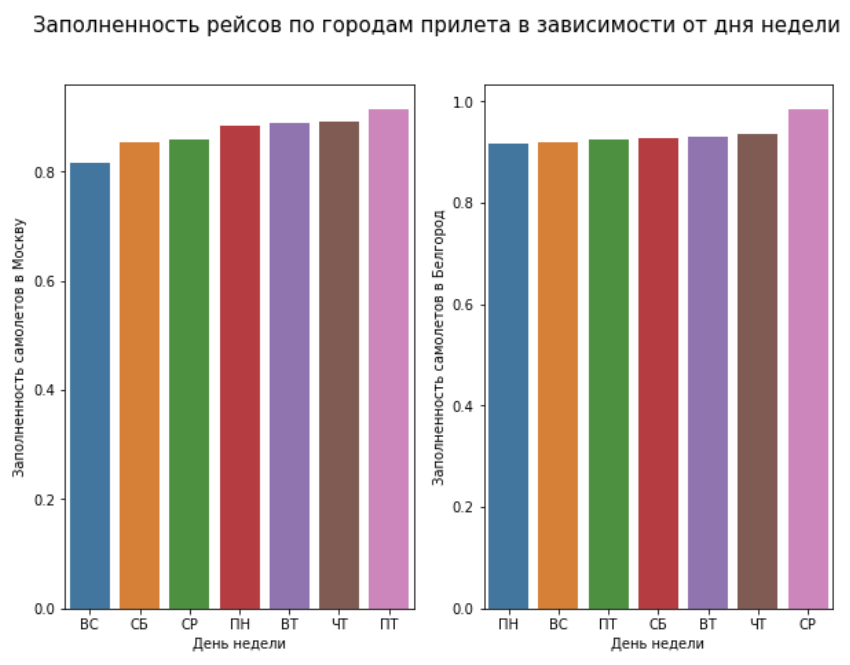 Заполненность рейсов по городам прилета в зависимости от дня недели
Заполненность самолетов в Москву
0.8
0.6
0.4
0.2
0.0
ВС СБ СР ПН ВТ ЧТ ПТ
День недели
Заполненность самолетов в Белгород
1.0
0.8
0.6
0.4
0.2
0.0
ПН ВС ПТ СБ ВТ ЧТ СР
День недели